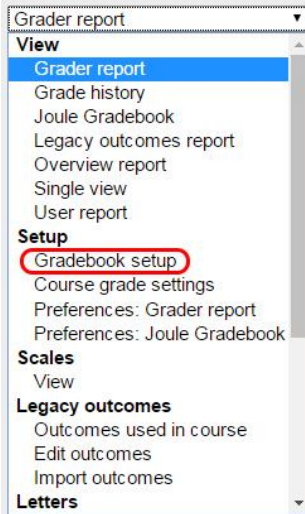 Grader report
View
Grader report
Grade history
Joule Gradebook
Legacy outcomes report
Overview report
Single view
User report
Setup
Gradebook setup
Course grade settings
Preferences: Grader report
Preferences: Joule Gradebook
Scales
View
Legacy outcomes
Outcomes used in course
Edit outcomes
Import outcomes
Letters